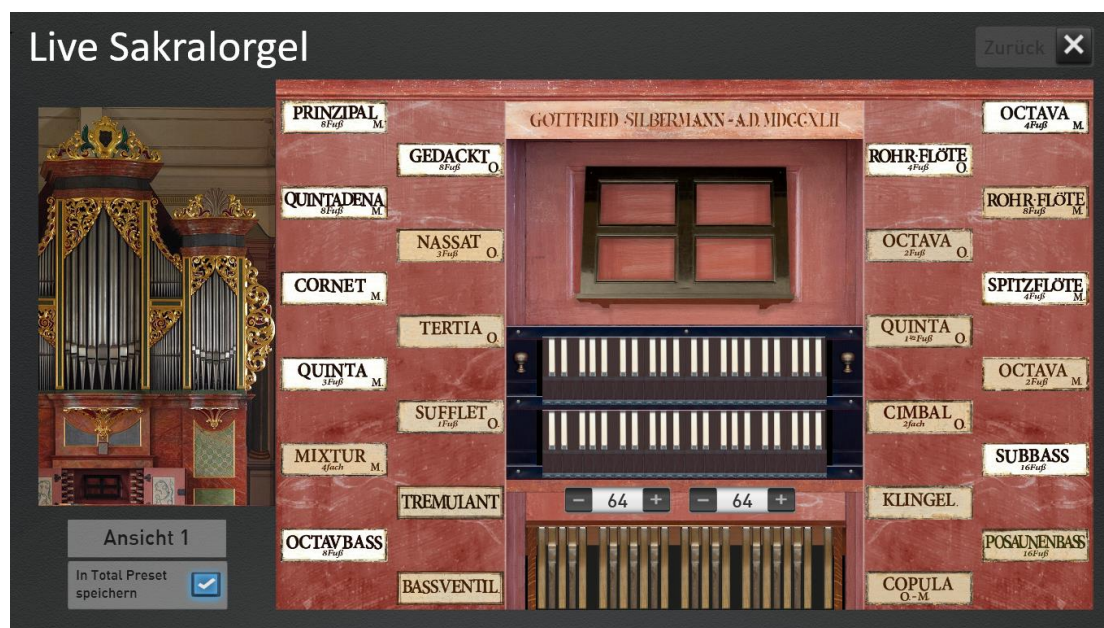 Live Sakralorgel
Zurück
PRINZIPAL
8Fuß M.
GEDACKT
8Fuß O.
QUINTADENA
8Fuß M.
NASSAT
3Fuß O.
CORNET
M.
TERTIA
O.
QUINTA
3Fuß M.
SUFFLET
1Fuß O.
MIXTUR
4fach M.
TREMULANT
OCTAVBASS
8Fuß
BASSVENTIL.
GOTTFRIED SILBERMANN · A.D. MDCCXLII
64
64
OCTAVA
4Fuß M.
ROHR·FLÖTE
4Fuß O.
ROHR·FLÖTE
8Fuß M.
OCTAVA
2Fuß O.
SPITZFLÖTE
4Fuß M.
QUINTA
O.
OCTAVA
2Fuß M.
CIMBAL
2fach O.
SUBBASS
16Fuß
KLINGEL.
POSAUNENBASS
16Fuß
COPULA
O.-M.
Ansicht 1
In Total Preset
speichern